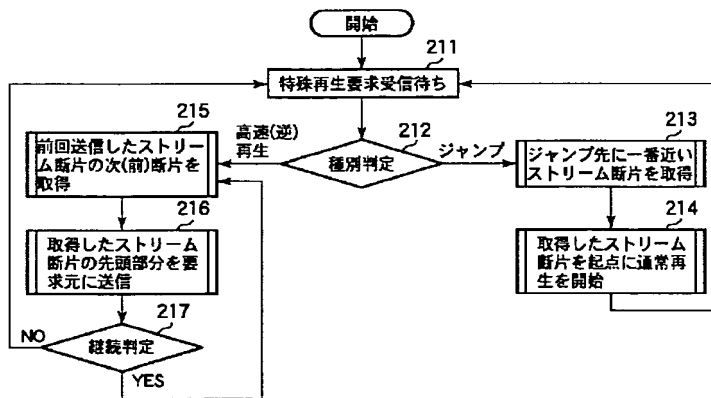 開始
211
特殊再生要求受信待ち
215
前回送信したストリー
ム断片の次(前)断片を
取得
高速(逆)
再生
212
種別判定
ジャンプ
213
ジャンプ先に一番近い
ストリーム断片を取得
216
取得したストリーム
断片の先頭部分を要
求元に送信
214
取得したストリーム
断片を起点に通常再
生を開始
217
NO
継続判定
YES